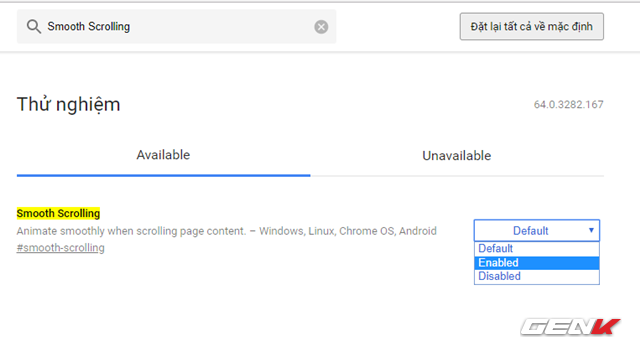 Smooth Scrolling
Đặt lại tất cả về mặc định
Thử nghiệm
64.0.3282.167
Available
Unavailable
Smooth Scrolling
Animate smoothly when scrolling page content. – Windows, Linux, Chrome OS, Android
#smooth-scrolling
Default
Default
Enabled
Disabled
GENK